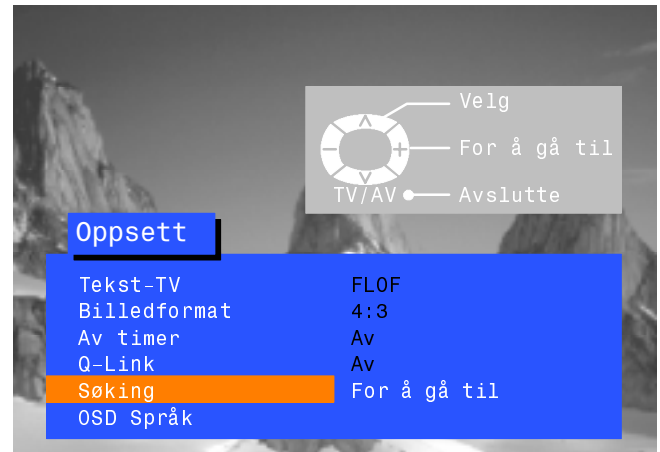 Velg
For å gå til
TV/AV Avslutte
Oppsett
Tekst-TV FLOF
Billedformat 4:3
Av timer Av
Q-Link Av
Søking For å gå til
OSD Språk